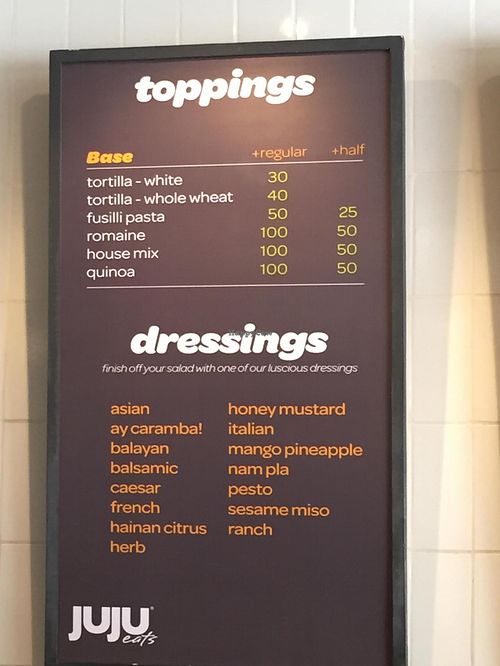 toppings
Base +regular +half
tortilla - white 30
tortilla - whole wheat 40
fusilli pasta 50 25
romaine 100 50
house mix 100 50
quinoa 100 50
dressings
finish off your salad with one of our luscious dressings
asian honey mustard
ay caramba! italian
balayan mango pineapple
balsamic nam pla
caesar pesto
french sesame miso
hainan citrus ranch
herb
JUJU
eats